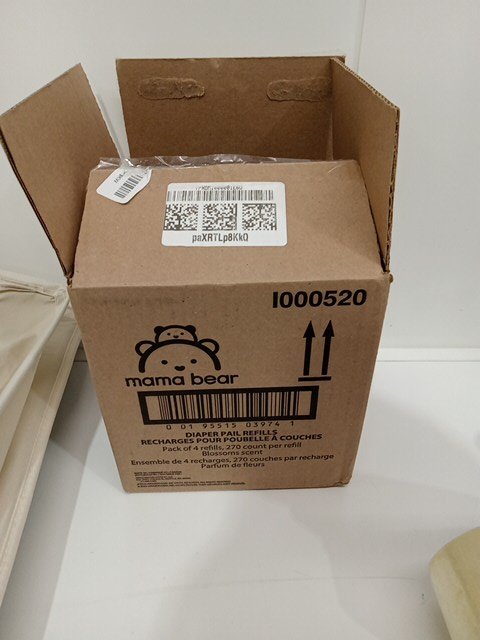 paXRTLpBKkQ
I000520
mama bear
0 01 95515 03974 1
DIAPER PAIL REFILLS
RECHARGES POUR POUBELLE À COUCHES
Pack of 4 refills, 270 count per refill
Blossoms scent
Ensemble de 4 recharges, 270 couches par recharge
Parfum de fleurs